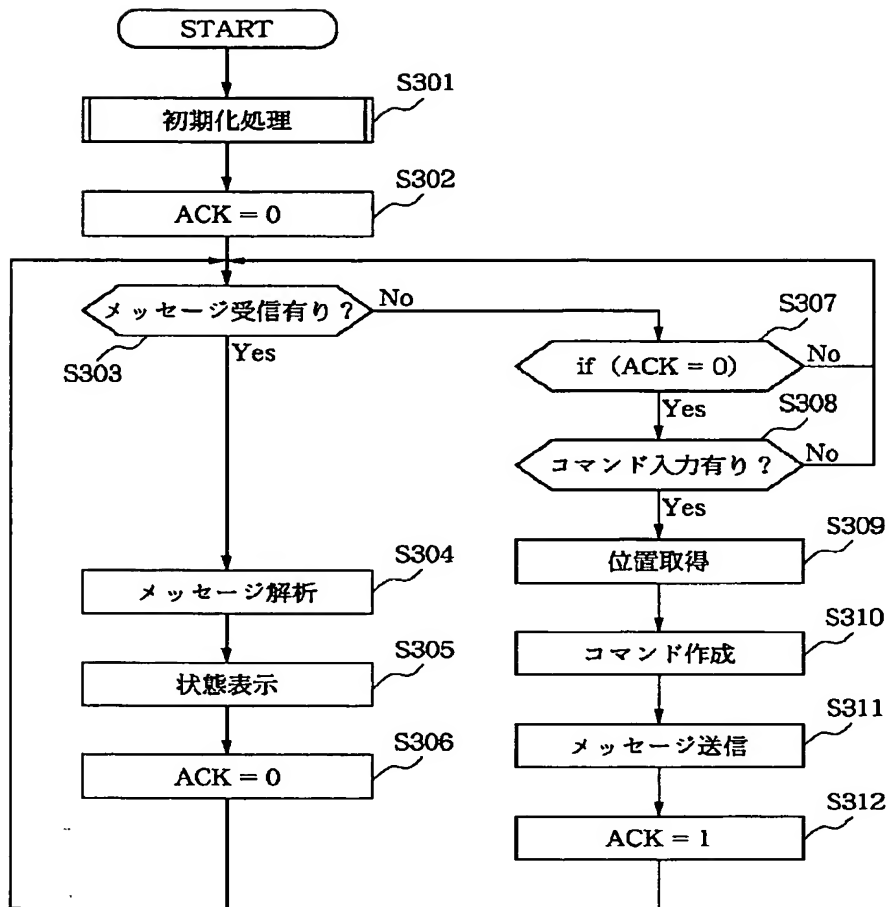 START
S301
初期化処理
S302
ACK = 0
メッセージ受信有り?
No
S303
Yes
S307
if (ACK = 0)
No
Yes
S308
コマンド入力有り?
No
Yes
S304
メッセージ解析
S305
状態表示
S306
ACK = 0
S309
位置取得
S310
コマンド作成
S311
メッセージ送信
S312
ACK = 1